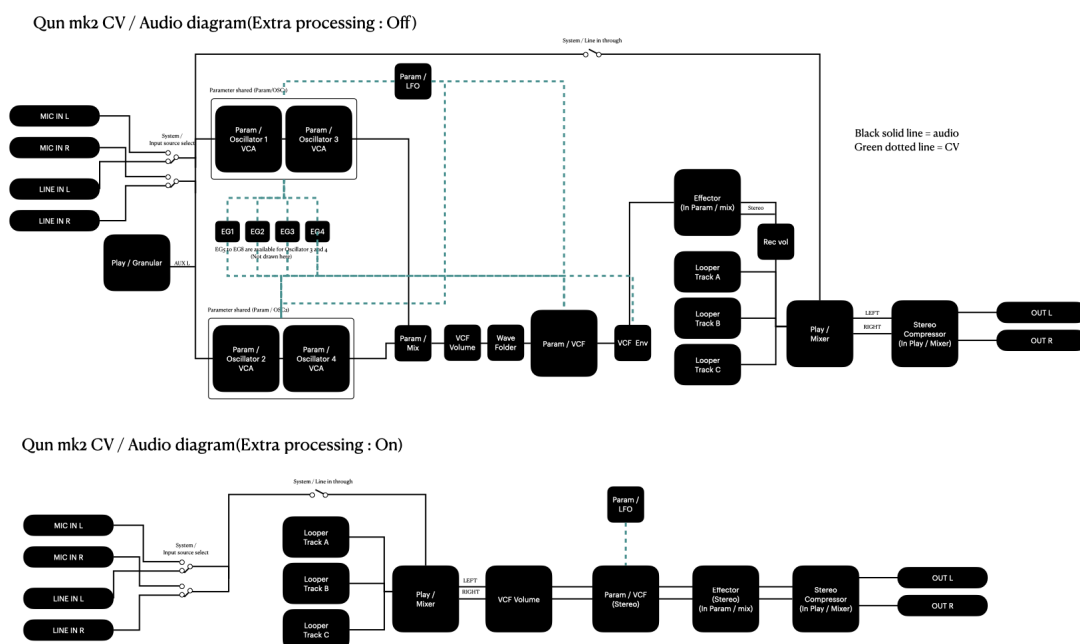 Qun mk2 CV / Audio diagram(Extra processing : Off)
System / Line in through
Param /
LFO
Parameter shared (Param/OSC1)
MIC IN L
MIC IN R
LINE IN L
LINE IN R
System /
Input source select
Param /
Oscillator 1
VCA
Param /
Oscillator 3
VCA
Black solid line = audio
Green dotted line = CV
Effector
(In Param / mix)
Stereo
Rec vol
EG1
EG2
EG3
EG4
EG5 to EG8 are available for Oscillator 3 and 4
(Not drawn here)
Play / Granular
AUX L
Looper
Track A
Looper
Track B
Looper
Track C
Parameter shared (Param / OSC2)
Param /
Oscillator 2
VCA
Param /
Oscillator 4
VCA
Param /
Mix
VCF
Volume
Wave
Folder
Param / VCF
VCF Env
Play /
Mixer
LEFT
RIGHT
Stereo
Compressor
(In Play / Mixer)
OUT L
OUT R
Qun mk2 CV / Audio diagram(Extra processing : On)
System / Line in through
MIC IN L
MIC IN R
LINE IN L
LINE IN R
System /
Input source select
Looper
Track A
Looper
Track B
Looper
Track C
Play /
Mixer
LEFT
RIGHT
VCF Volume
Param /
LFO
Param / VCF
(Stereo)
Effector
(Stereo)
(In Param / mix)
Stereo
Compressor
(In Play / Mixer)
OUT L
OUT R